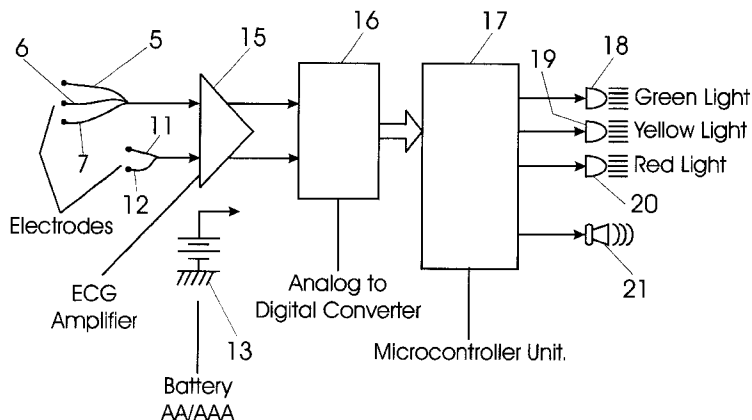 5
6
15
16
17
18
19
Green Light
Yellow Light
Red Light
7
11
12
20
21
Electrodes
ECG
Amplifier
13
Analog to
Digital Converter
Microcontroller Unit.
Battery
AA/AAA